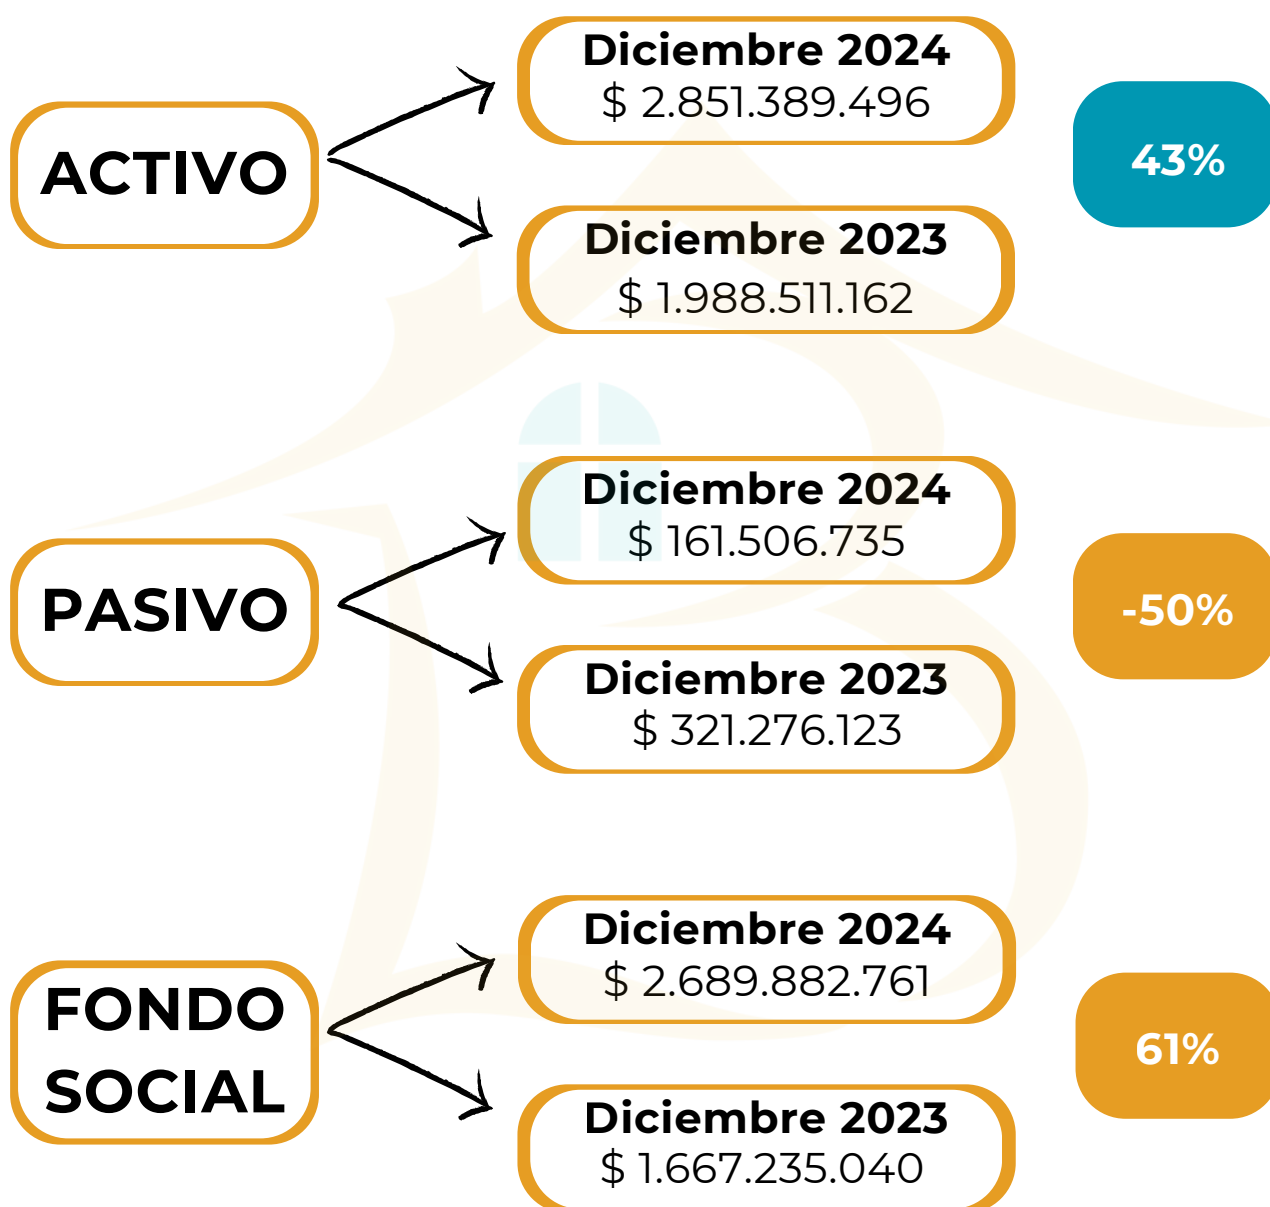 ACTIVO
Diciembre 2024
$ 2.851.389.496
Diciembre 2023
$ 1.988.511.162
43%
PASIVO
Diciembre 2024
$ 161.506.735
Diciembre 2023
$ 321.276.123
-50%
FONDO
SOCIAL
Diciembre 2024
$ 2.689.882.761
Diciembre 2023
$ 1.667.235.040
61%